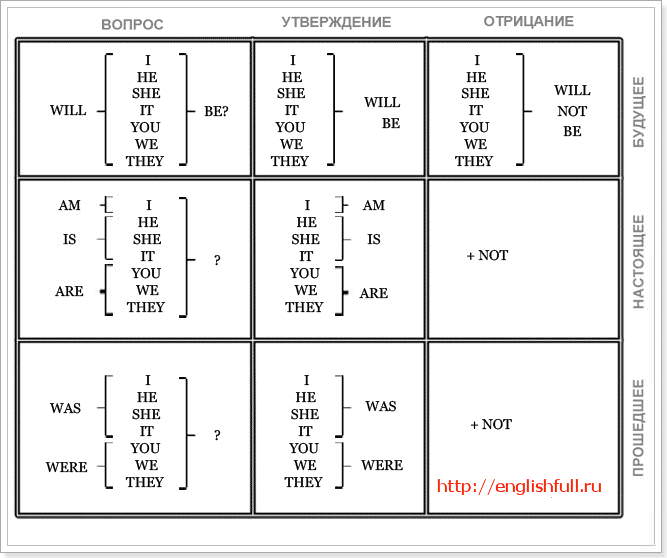 ВОПРОС
УТВЕРЖДЕНИЕ
ОТРИЦАНИЕ
WILL
I
HE
SHE
IT
YOU
WE
THEY
BE?
I
HE
SHE
IT
YOU
WE
THEY
WILL
BE
I
HE
SHE
IT
YOU
WE
THEY
WILL
NOT
BE
БУДУЩЕЕ
AM
IS
ARE
I
HE
SHE
IT
YOU
WE
THEY
?
I
HE
SHE
IT
YOU
WE
THEY
AM
IS
ARE
+ NOT
НАСТОЯЩЕЕ
WAS
WERE
I
HE
SHE
IT
YOU
WE
THEY
?
I
HE
SHE
IT
YOU
WE
THEY
WAS
WERE
+ NOT
ПРОШЕДШЕЕ
http://englishfull.ru